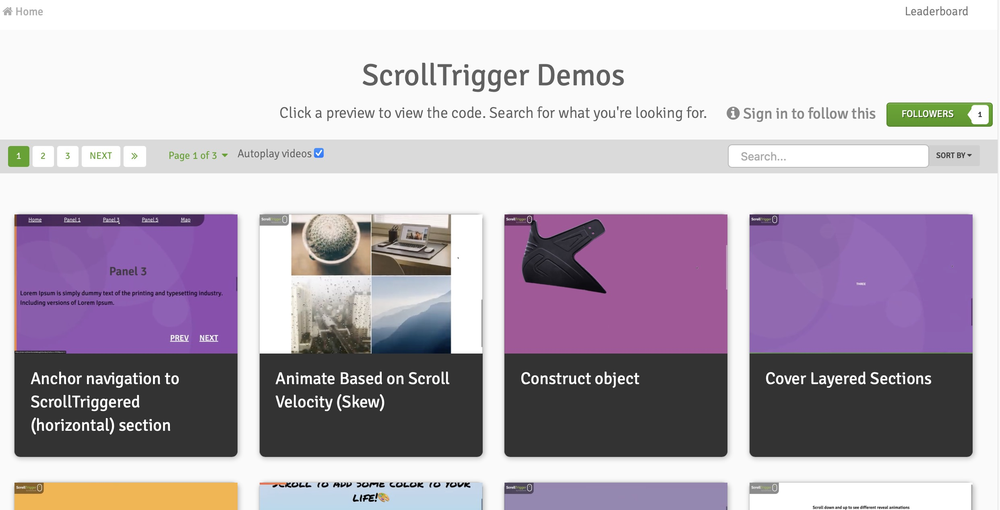 Home
Leaderboard
ScrollTrigger Demos
Click a preview to view the code. Search for what you're looking for.
Sign in to follow this
FOLLOWERS 1
1 2 3 NEXT »
Page 1 of 3
Autoplay videos
Search...
SORT BY
Home Panel 1 Panel 3 Panel 5 Map
Panel 3
Lorem Ipsum is simply dummy text of the printing and typesetting industry.
Including versions of Lorem Ipsum.
PREV NEXT
Anchor navigation to
ScrollTriggered
(horizontal) section
ScrollTrigger
Animate Based on Scroll
Velocity (Skew)
ScrollTrigger
Construct object
ScrollTrigger
THREE
Cover Layered Sections
ScrollTrigger
SCROLL TO ADD SOME COLOR TO YOUR
LIFE!🎨
ScrollTrigger
ScrollTrigger
Scroll down and up to see different reveal animations